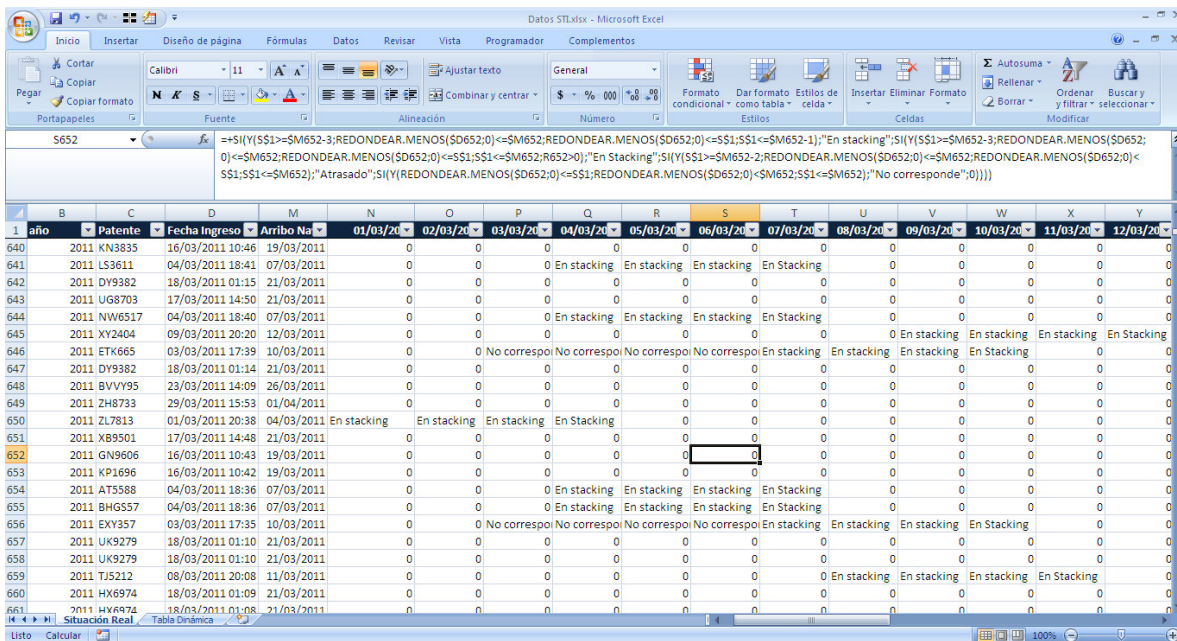 Datos STI.xlsx - Microsoft Excel
Inicio Insertar Diseño de página Fórmulas Datos Revisar Vista Programador Complementos
Pegar Cortar Copiar Copiar formato Portapapeles
Calibri 11 N K S Fuente
Ajustar texto Combinar y centrar Alineación
General $ % 000 Número
Formato condicional Dar formato como tabla Estilos de celda Estilos
Insertar Eliminar Formato Celdas
Σ Autosuma Rellenar Borrar Ordenar y filtrar Buscar y seleccionar Modificar
S652 fx =+SI(Y(S$1>=$M652-3;REDONDEAR.MENOS($D652;0)<=$M652;REDONDEAR.MENOS($D652;0)<=S$1;S$1<=$M652-1);"En stacking";SI(Y(S$1>=$M652-3;REDONDEAR.MENOS($D652;
0)<=$M652;REDONDEAR.MENOS($D652;0)<=S$1;S$1<=$M652;R652>0);"En Stacking";SI(Y(S$1>=$M652-2;REDONDEAR.MENOS($D652;0)<=$M652;REDONDEAR.MENOS($D652;0)<
S$1;S$1<=$M652);"Atrasado";SI(Y(REDONDEAR.MENOS($D652;0)<=S$1;REDONDEAR.MENOS($D652;0)<$M652;S$1<=$M652);"No corresponde";0))))
B C D M N O P Q R S T U V W X Y
1 año Patente Fecha Ingreso Arribo Na 01/03/20 02/03/20 03/03/20 04/03/20 05/03/20 06/03/20 07/03/20 08/03/20 09/03/20 10/03/20 11/03/20 12/03/20
640 2011 KN3835 16/03/2011 10:46 19/03/2011 0 0 0 0 0 0 0 0 0 0 0 0
641 2011 LS3611 04/03/2011 18:41 07/03/2011 0 0 0 En stacking En stacking En stacking En Stacking 0 0 0 0 0
642 2011 DY9382 18/03/2011 01:15 21/03/2011 0 0 0 0 0 0 0 0 0 0 0 0
643 2011 UG8703 17/03/2011 14:50 21/03/2011 0 0 0 0 0 0 0 0 0 0 0 0
644 2011 NW6517 04/03/2011 18:40 07/03/2011 0 0 0 En stacking En stacking En stacking En Stacking 0 0 0 0 0
645 2011 XY2404 09/03/2011 20:20 12/03/2011 0 0 0 0 0 0 0 0 En stacking En stacking En stacking En Stacking
646 2011 ETK665 03/03/2011 17:39 10/03/2011 0 0 No correspo No correspo No correspo No correspo En stacking En stacking En stacking En Stacking 0 0
647 2011 DY9382 18/03/2011 01:14 21/03/2011 0 0 0 0 0 0 0 0 0 0 0 0
648 2011 BVVY95 23/03/2011 14:09 26/03/2011 0 0 0 0 0 0 0 0 0 0 0 0
649 2011 ZH8733 29/03/2011 15:53 01/04/2011 0 0 0 0 0 0 0 0 0 0 0 0
650 2011 ZL7813 01/03/2011 20:38 04/03/2011 En stacking En stacking En stacking En Stacking 0 0 0 0 0 0 0 0
651 2011 XB9501 17/03/2011 14:48 21/03/2011 0 0 0 0 0 0 0 0 0 0 0 0
652 2011 GN9606 16/03/2011 10:43 19/03/2011 0 0 0 0 0 0 0 0 0 0 0 0
653 2011 KP1696 16/03/2011 10:42 19/03/2011 0 0 0 0 0 0 0 0 0 0 0 0
654 2011 AT5588 04/03/2011 18:36 07/03/2011 0 0 0 En stacking En stacking En stacking En Stacking 0 0 0 0 0
655 2011 BHGS57 04/03/2011 18:36 07/03/2011 0 0 0 En stacking En stacking En stacking En Stacking 0 0 0 0 0
656 2011 EXY357 03/03/2011 17:35 10/03/2011 0 0 No correspo No correspo No correspo No correspo En stacking En stacking En stacking En Stacking 0 0
657 2011 UK9279 18/03/2011 01:10 21/03/2011 0 0 0 0 0 0 0 0 0 0 0 0
658 2011 UK9279 18/03/2011 01:10 21/03/2011 0 0 0 0 0 0 0 0 0 0 0 0
659 2011 TJ5212 08/03/2011 20:08 11/03/2011 0 0 0 0 0 0 0 En stacking En stacking En stacking En Stacking 0
660 2011 HX6974 18/03/2011 01:09 21/03/2011 0 0 0 0 0 0 0 0 0 0 0 0
661 2011 HX6974 18/03/2011 01:08 21/03/2011 0 0 0 0 0 0 0 0 0 0 0 0
Situación Real Tabla Dinámica
Listo Calcular 100%